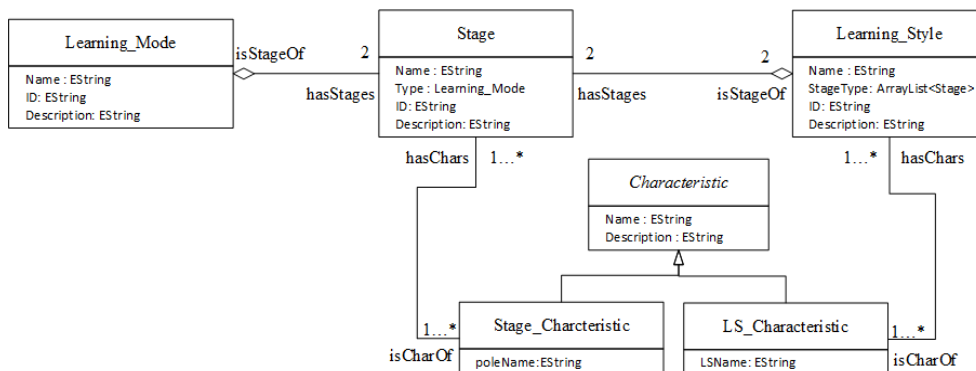 Learning_Mode
Name : EString
ID: EString
Description: EString
isStageOf
2
hasStages
Stage
Name : EString
Type : Learning_Mode
ID: EString
Description: EString
2
hasStages
2
isStageOf
Learning_Style
Name : EString
StageType: ArrayList<Stage>
ID: EString
Description: EString
hasChars
1...*
1...*
hasChars
Characteristic
Name : EString
Description : EString
1...*
isCharOf
Stage_Charcteristic
poleName:EString
LS_Characteristic
LSName: EString
1...*
isCharOf